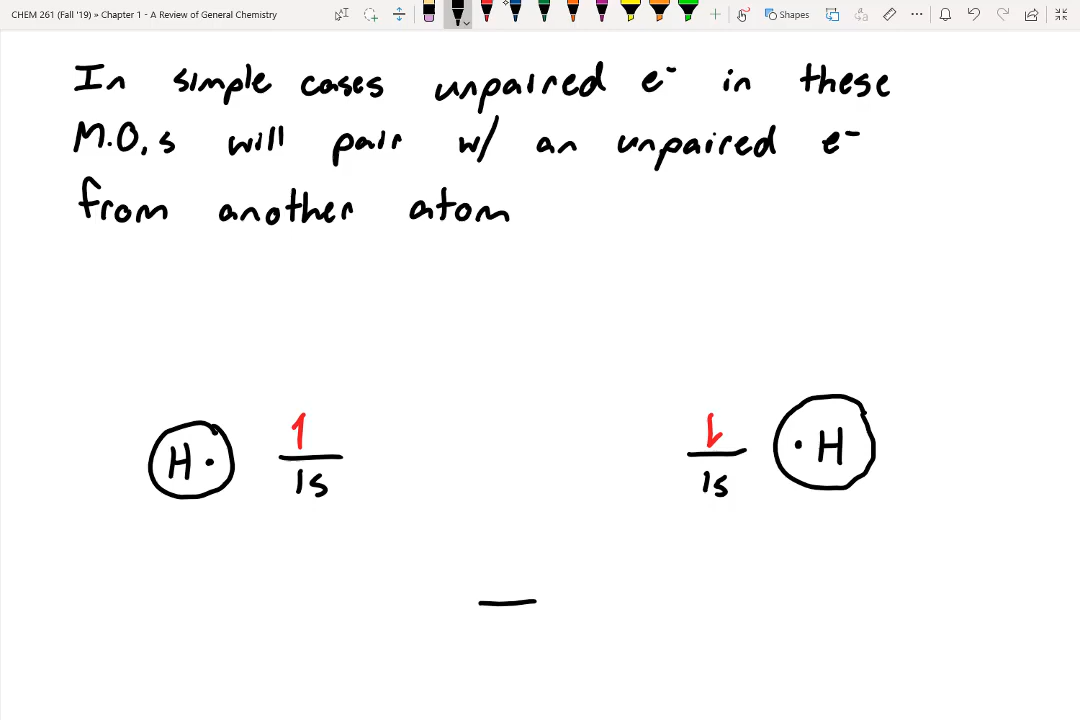 CHEM 261 (Fall '19) » Chapter 1 - A Review of General Chemistry
Shapes
In simple cases unpaired e⁻ in these
M.O.s will pair w/ an unpaired e⁻
from another atom
H· 1s 1s ·H